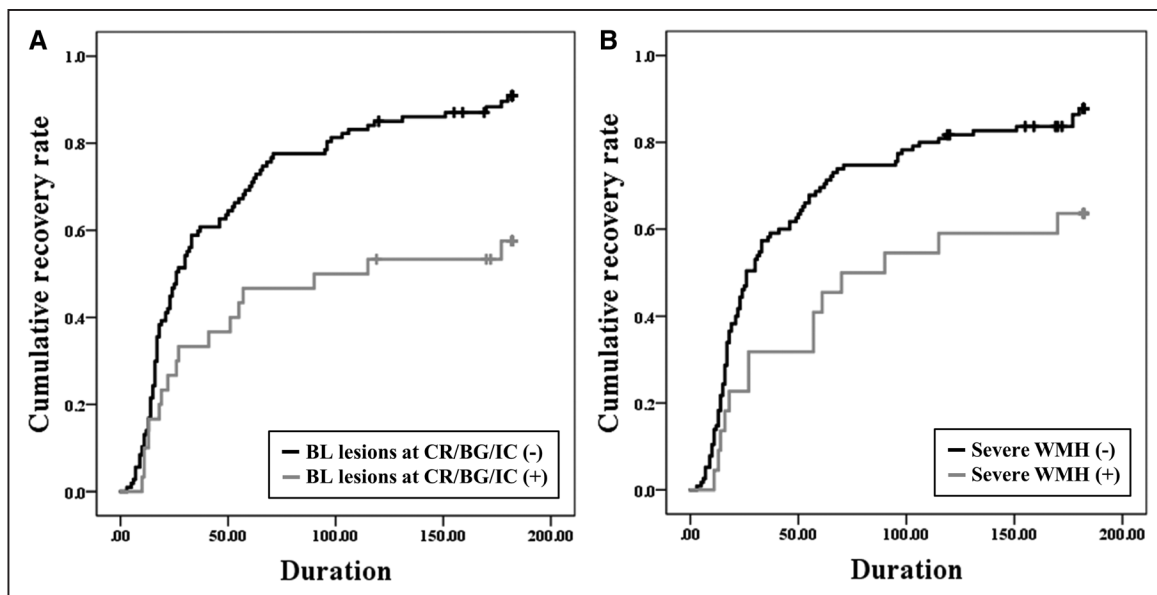 A
Cumulative recovery rate
1.0
0.8
0.6
0.4
0.2
0.0
BL lesions at CR/BG/IC (-)
BL lesions at CR/BG/IC (+)
.00 50.00 100.00 150.00 200.00
Duration
B
Cumulative recovery rate
1.0
0.8
0.6
0.4
0.2
0.0
Severe WMH (-)
Severe WMH (+)
.00 50.00 100.00 150.00 200.00
Duration